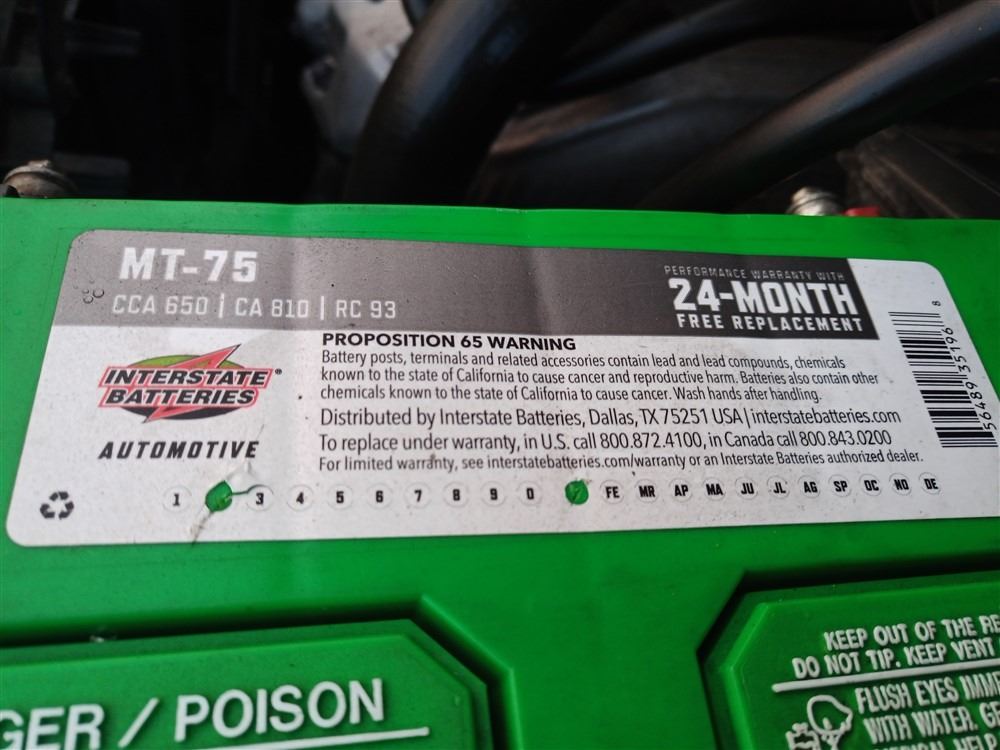 MT-75
CCA 650 | CA 810 | RC 93
PERFORMANCE WARRANTY WITH
24-MONTH
FREE REPLACEMENT
PROPOSITION 65 WARNING
Battery posts, terminals and related accessories contain lead and lead compounds, chemicals
known to the state of California to cause cancer and reproductive harm. Batteries also contain other
chemicals known to the state of California to cause cancer. Wash hands after handling.
Distributed by Interstate Batteries, Dallas, TX 75251 USA | interstatebatteries.com
To replace under warranty, in U.S. call 800.872.4100, in Canada call 800.843.0200
For limited warranty, see interstatebatteries.com/warranty or an Interstate Batteries authorized dealer.
INTERSTATE®
BATTERIES
AUTOMOTIVE
1 3 4 5 6 7 8 9 0 FE MR AP MA JU JL AG SP OC NO DE
56489 35196 8
GER / POISON
KEEP OUT OF THE RE
DO NOT TIP. KEEP VENT
FLUSH EYES IMME
WITH WATER. GE